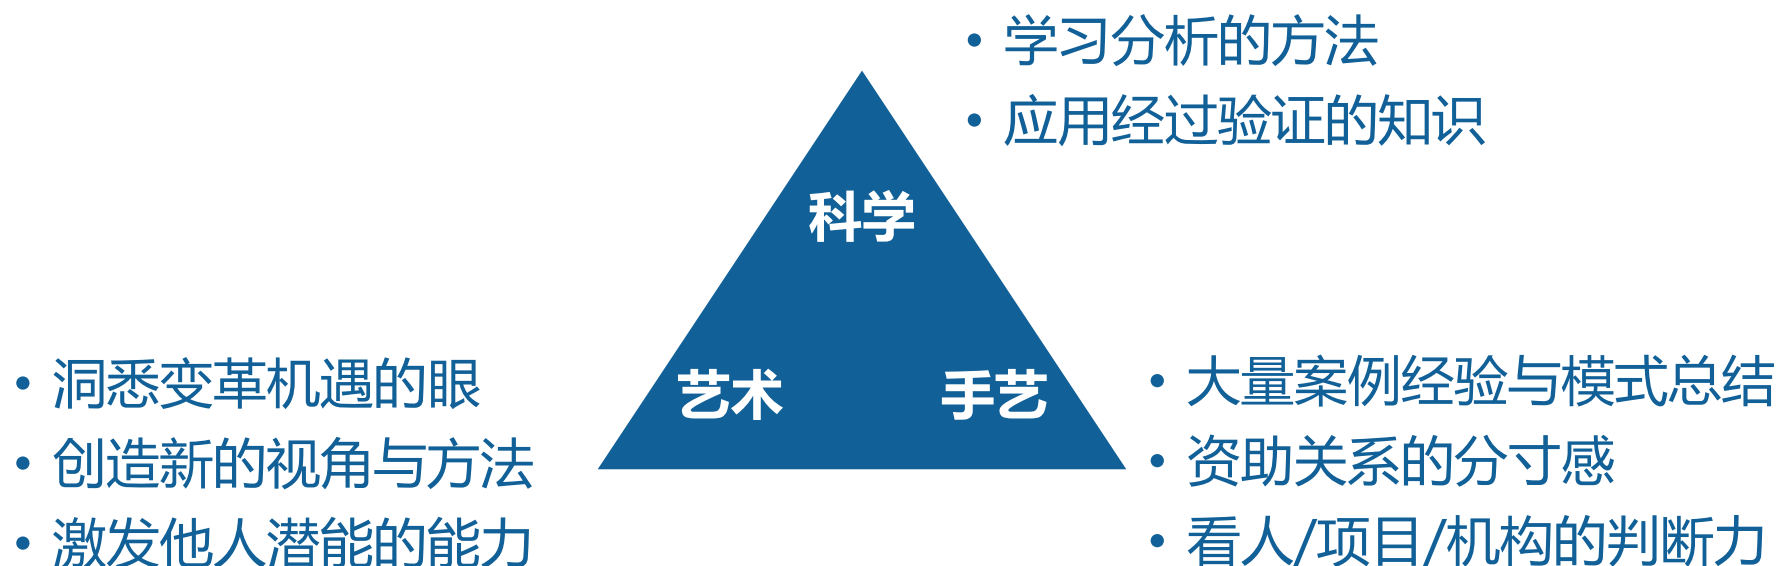 • 学习分析的方法
• 应用经过验证的知识
科学
艺术
手艺
• 洞悉变革机遇的眼
• 创造新的视角与方法
• 激发他人潜能的能力
• 大量案例经验与模式总结
• 资助关系的分寸感
• 看人/项目/机构的判断力